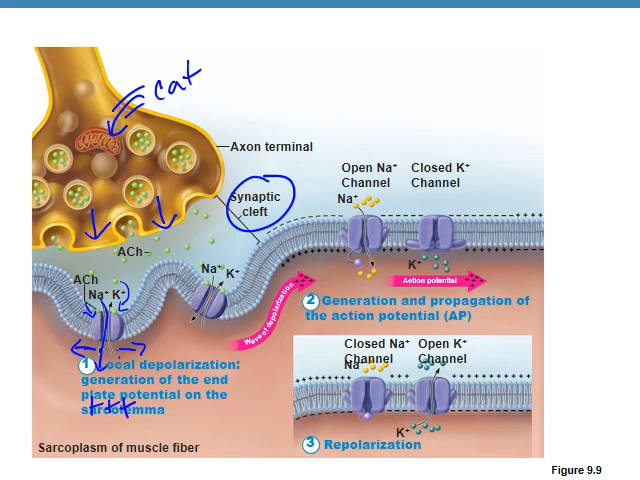 cat
Axon terminal
Open Na+ Closed K+
Channel Channel
Na+
Synaptic
cleft
ACh
Na+ K+
K+
ACh
Na+ K+
Action potential
Wave of depolarization
2 Generation and propagation of
the action potential (AP)
Closed Na+ Open K+
Channel Channel
Na+
1 Local depolarization:
generation of the end
plate potential on the
sarcolemma
+++
K+
3 Repolarization
Sarcoplasm of muscle fiber
Figure 9.9